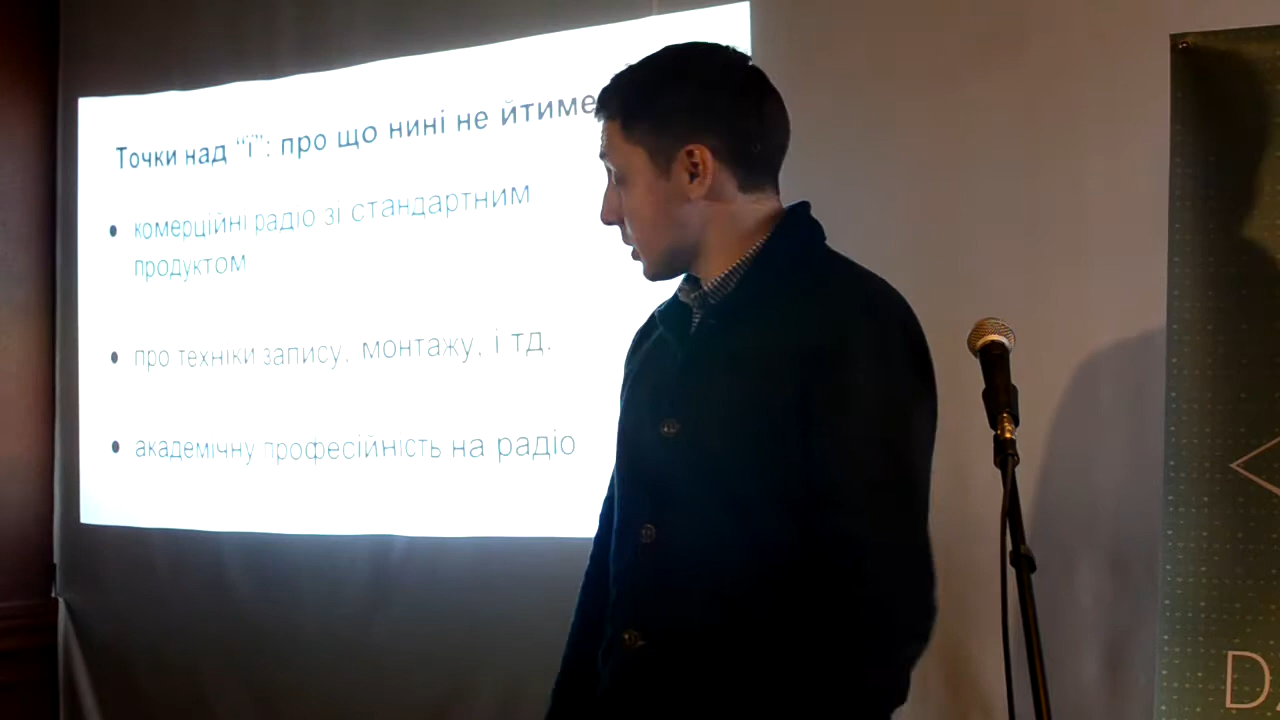 Точки над “ї”: про що нині не йтиме
• комерційні радіо зі стандартним
продуктом
• про техніки запису, монтажу, і тд.
• академічну професійність на радіо
D